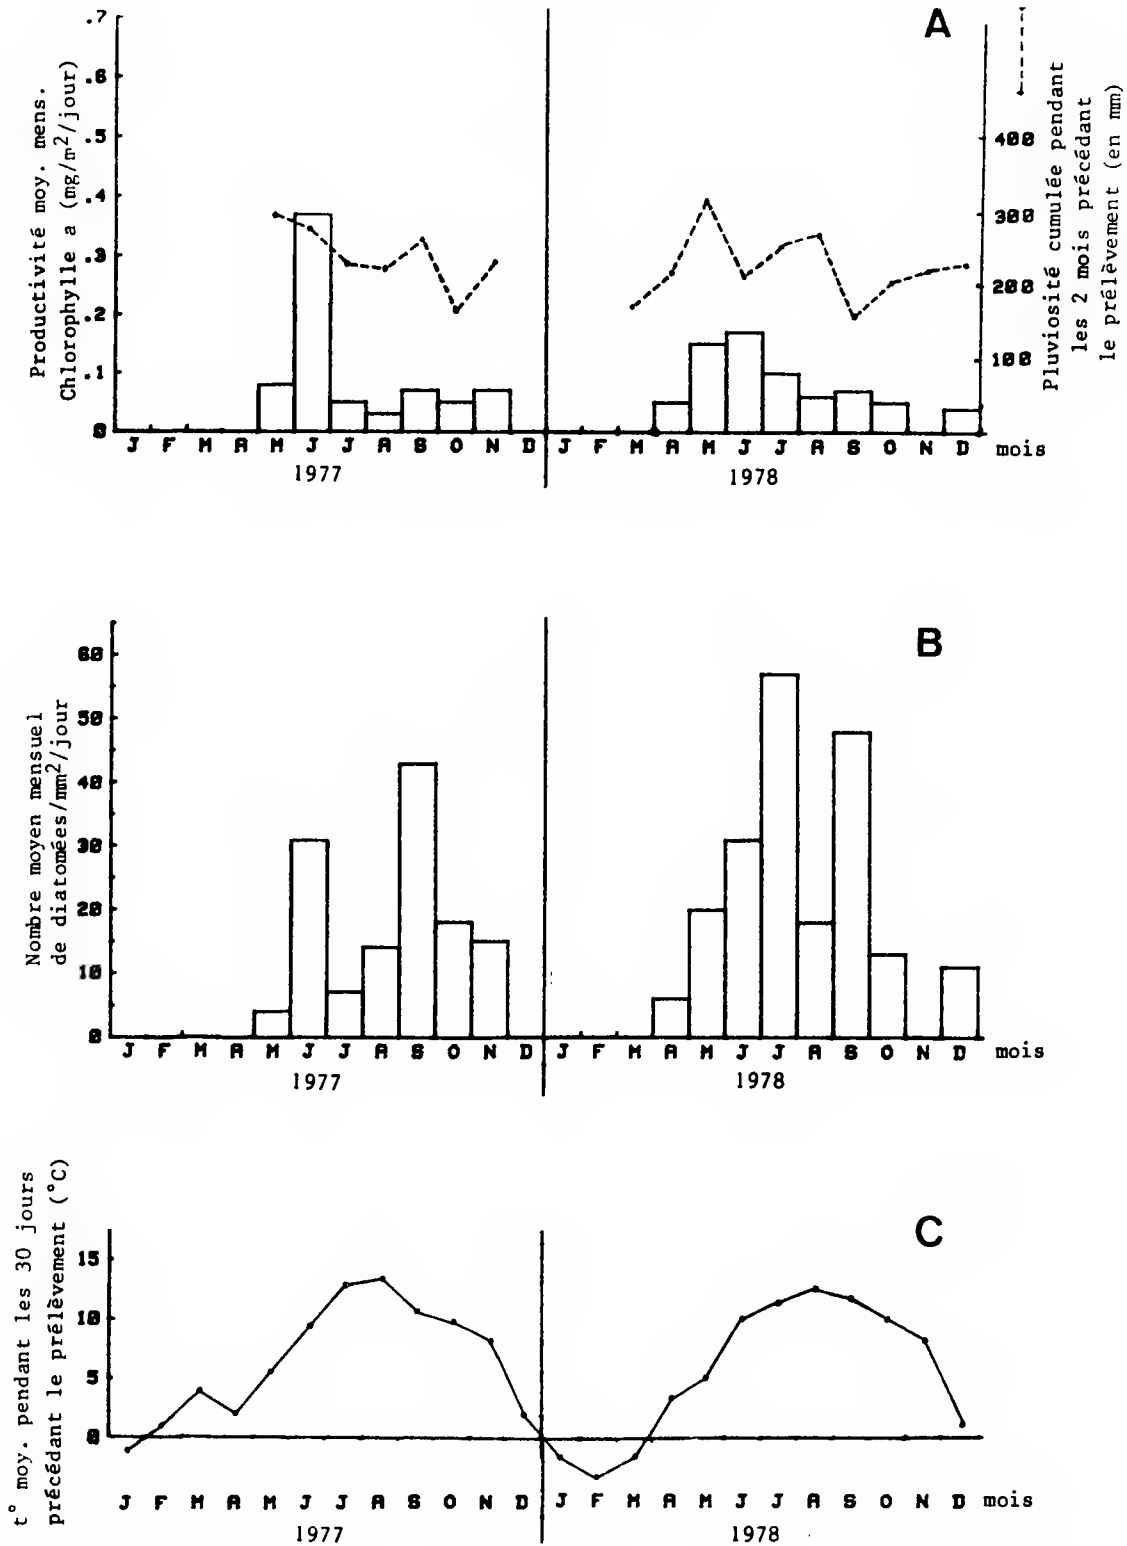 A
Productivité moy. mens.
Chlorophylle a (mg/m²/jour)
.7
.6
.5
.4
.3
.2
.1
0
Pluviosité cumulée pendant
les 2 mois précédant
le prélèvement (en mm)
400
300
200
100
J F M A M J J A S O N D J F M A M J J A S O N D mois
1977 1978
B
Nombre moyen mensuel
de diatomées/mm²/jour
60
50
40
30
20
10
0
J F M A M J J A S O N D J F M A M J J A S O N D mois
1977 1978
C
t° moy. pendant les 30 jours
précédant le prélèvement (°C)
15
10
5
0
J F M A M J J A S O N D J F M A M J J A S O N D mois
1977 1978